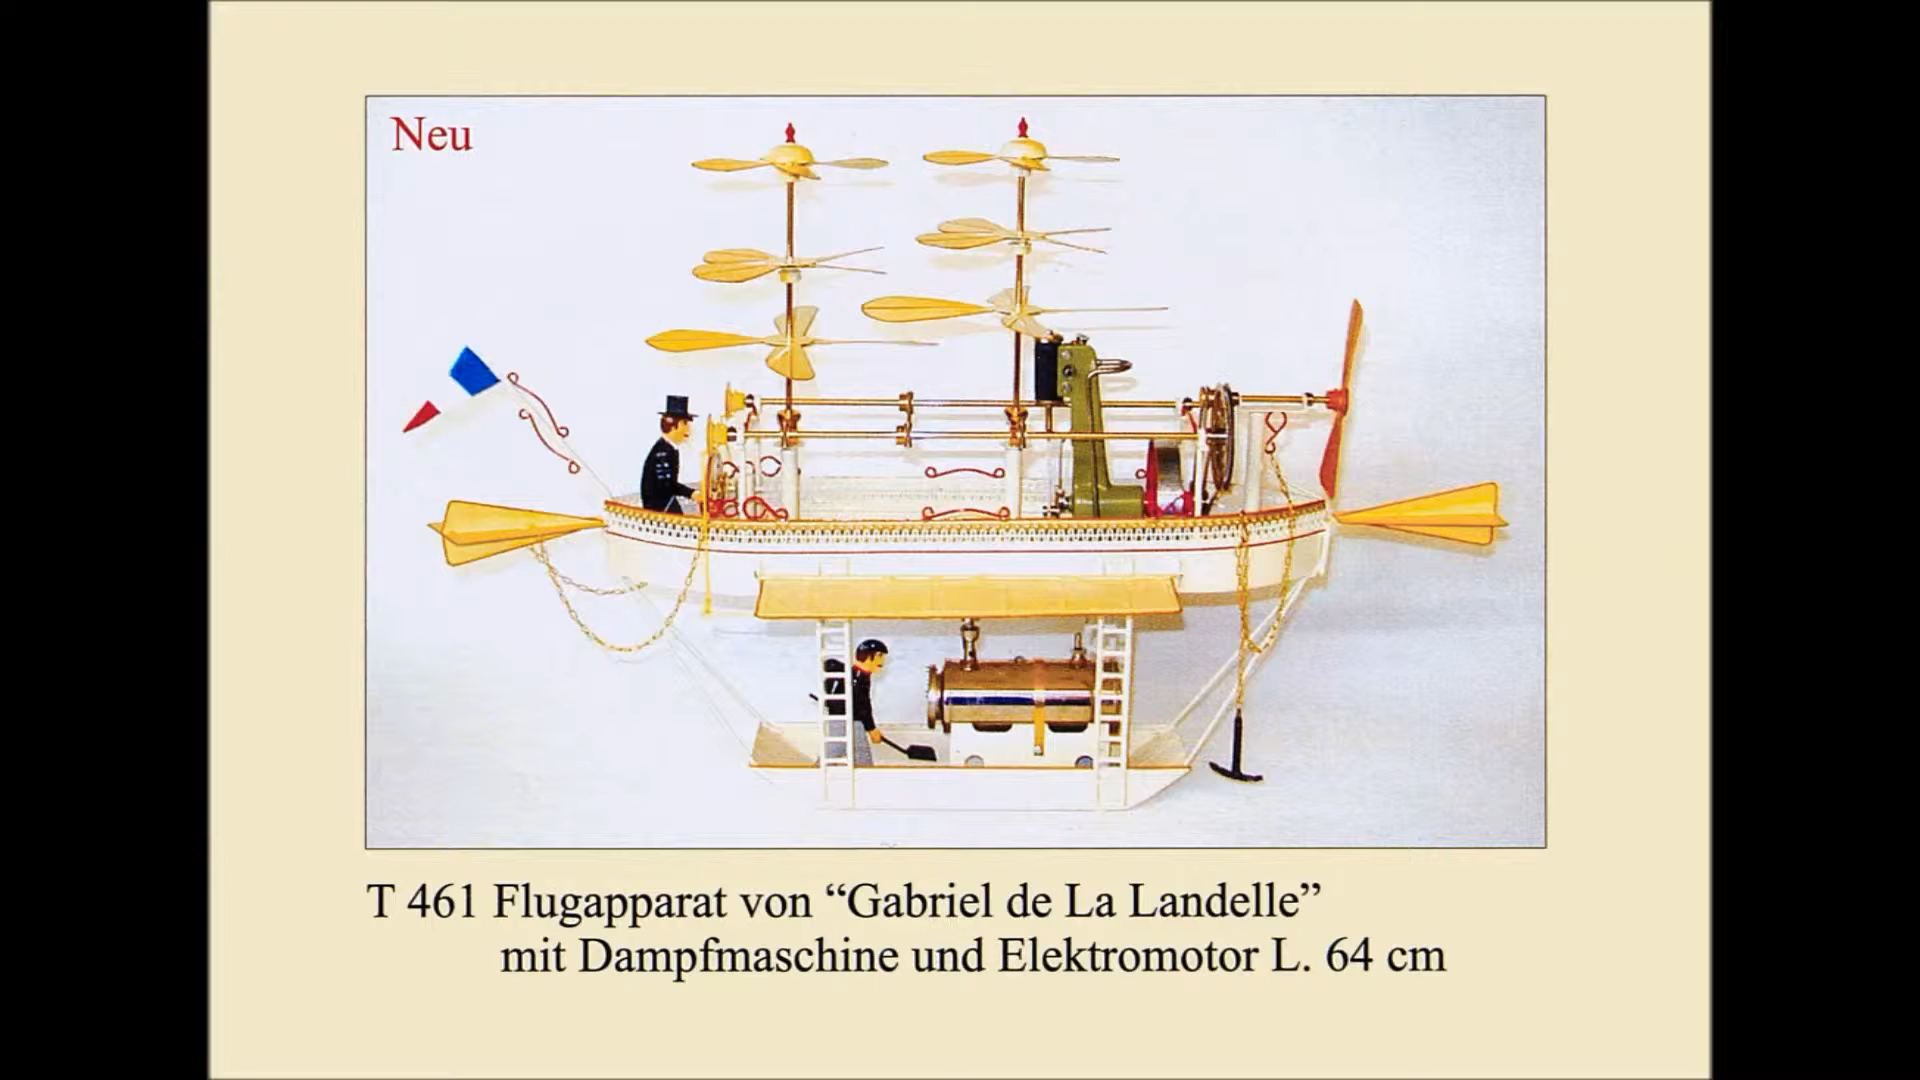 Neu
T 461 Flugapparat von “Gabriel de La Landelle”
mit Dampfmaschine und Elektromotor L. 64 cm